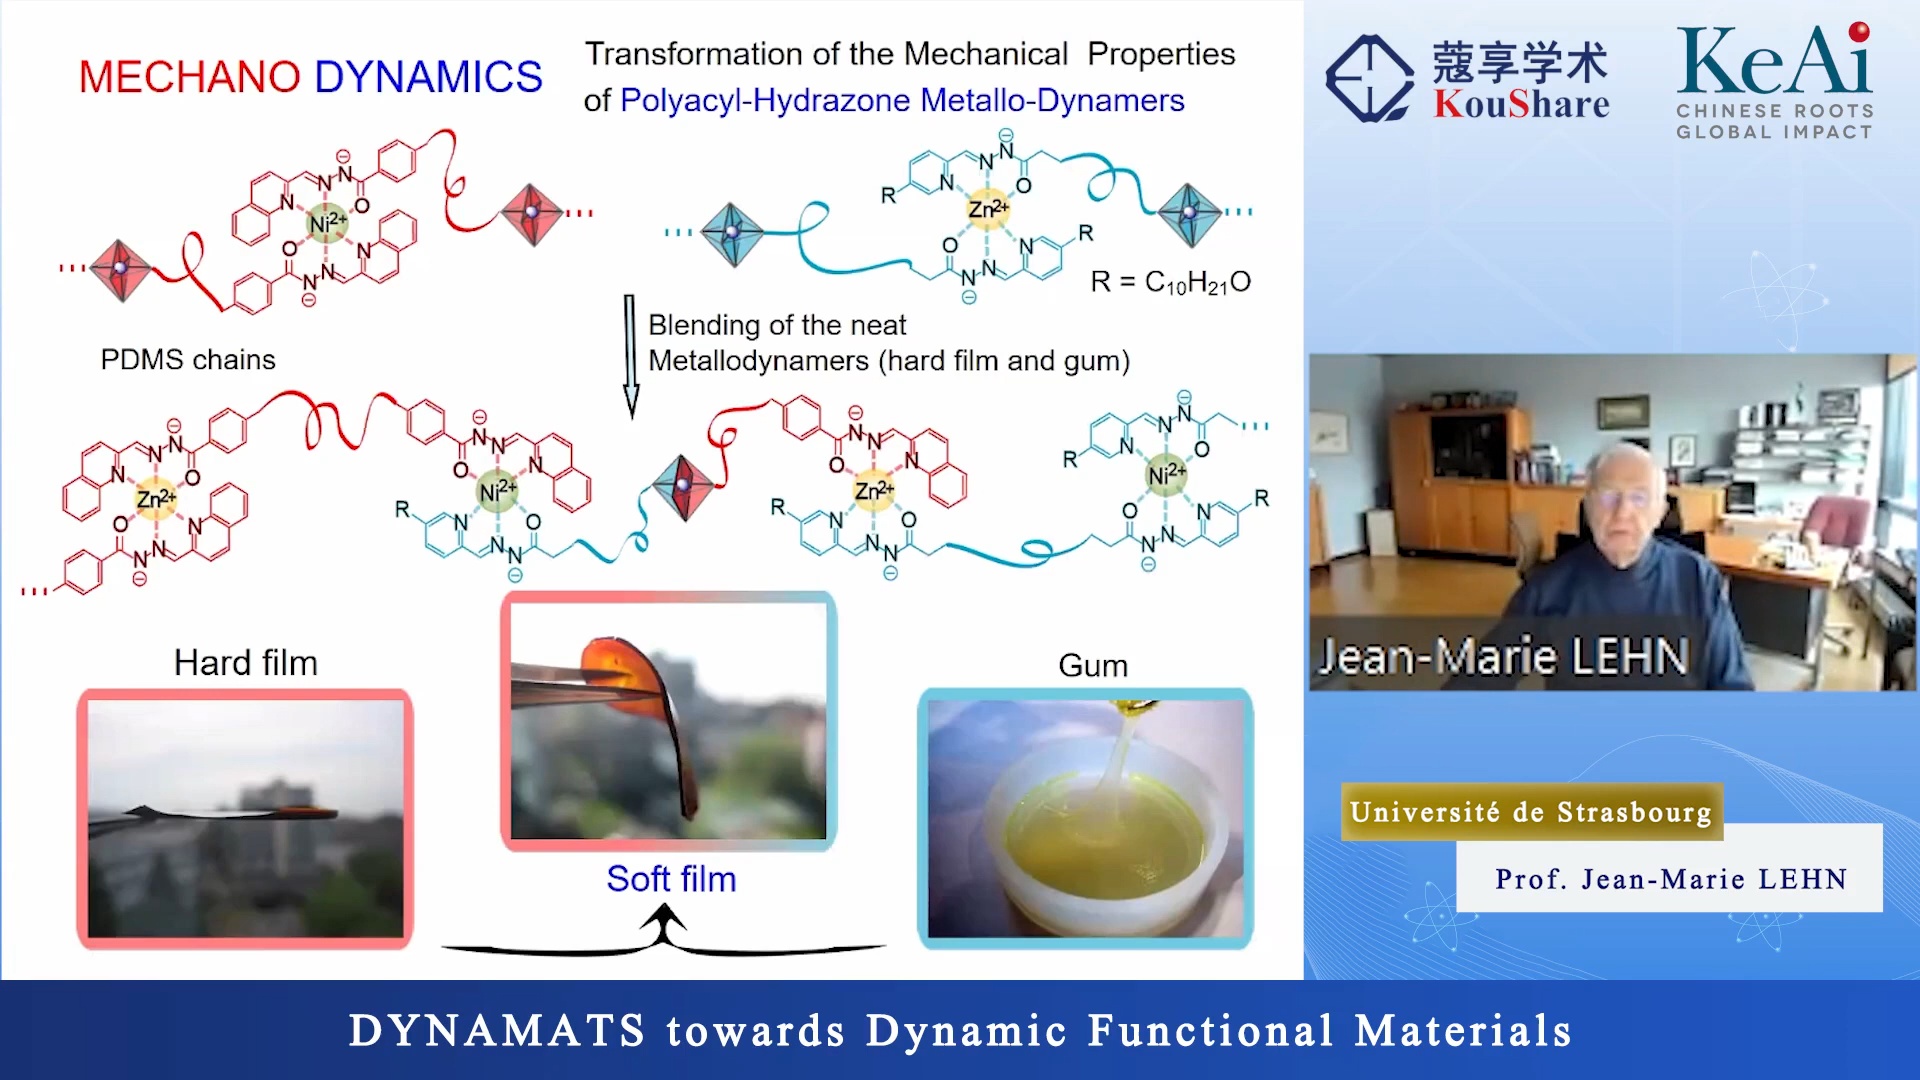 MECHANO DYNAMICS
Transformation of the Mechanical Properties
of Polyacyl-Hydrazone Metallo-Dynamers
N
N
N
O
Ni2+
O
N
N
N
N
N
N
O
R
Zn2+
O
N
R
N
N
R = C10H21O
Blending of the neat
Metallodynamers (hard film and gum)
PDMS chains
N
N
N
O
Zn2+
O
N
N
N
N
N
O
N
Ni2+
R
N
O
N
N
N
N
O
N
Zn2+
R
N
O
N
N
N
N
R
N
O
Ni2+
R
O
N
N
N
Hard film
Soft film
Gum
蔻享学术
KouShare
KeAi
CHINESE ROOTS
GLOBAL IMPACT
Jean-Marie LEHN
Université de Strasbourg
Prof. Jean-Marie LEHN
DYNAMATS towards Dynamic Functional Materials